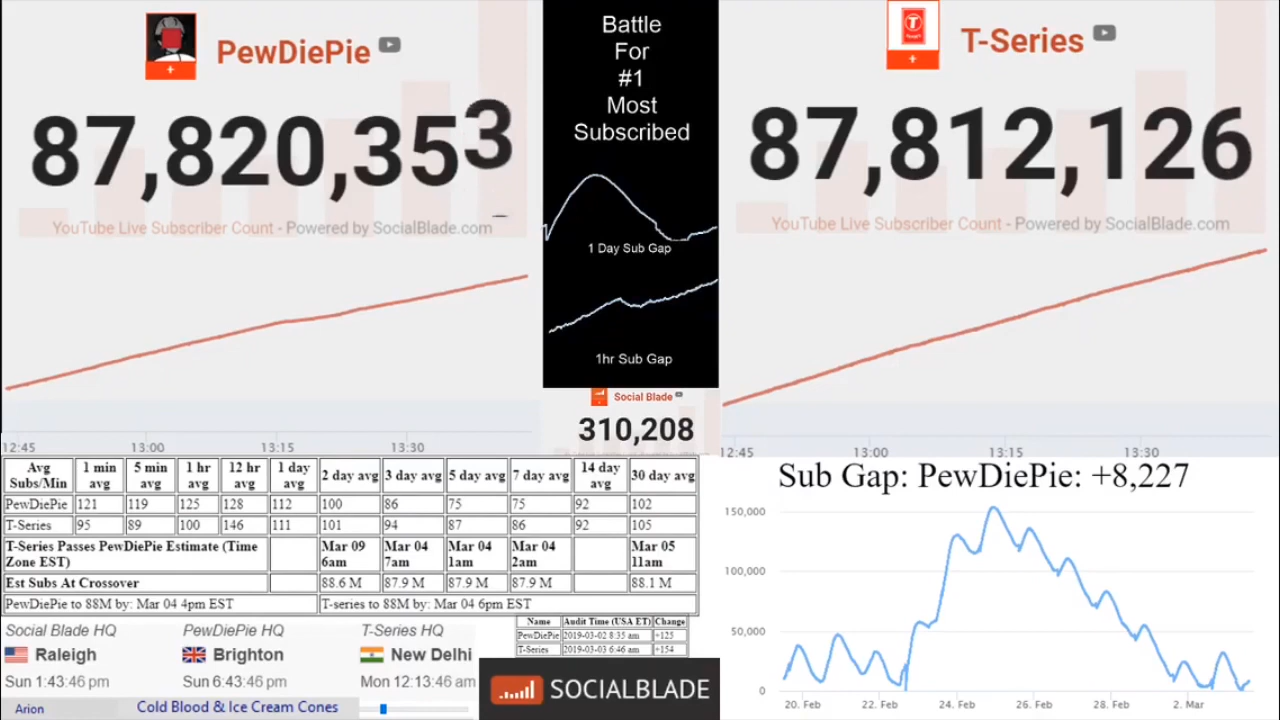 PewDiePie
87,820,353
YouTube Live Subscriber Count - Powered by SocialBlade.com
12:45 13:00 13:15 13:30
Battle
For
#1
Most
Subscribed
1 Day Sub Gap
1hr Sub Gap
Social Blade
310,208
T-Series
87,812,126
YouTube Live Subscriber Count - Powered by SocialBlade.com
12:45 13:00 13:15 13:30
Avg Subs/Min 1 min avg 5 min avg 1 hr avg 12 hr avg 1 day avg 2 day avg 3 day avg 5 day avg 7 day avg 14 day avg 30 day avg
PewDiePie 121 119 125 128 112 100 86 75 75 92 102
T-Series 95 89 100 146 111 101 94 87 86 92 105
T-Series Passes PewDiePie Estimate (Time Zone EST) Mar 09 6am Mar 04 7am Mar 04 1am Mar 04 2am Mar 05 11am
Est Subs At Crossover 88.6 M 87.9 M 87.9 M 87.9 M 88.1 M
PewDiePie to 88M by: Mar 04 4pm EST T-series to 88M by: Mar 04 6pm EST
Social Blade HQ PewDiePie HQ T-Series HQ
Raleigh Brighton New Delhi
Sun 1:43:46 pm Sun 6:43:46 pm Mon 12:13:46 am
Arion Cold Blood & Ice Cream Cones
Name Audit Time (USA ET) Change
PewDiePie 2019-03-02 8:35 am +125
T-Series 2019-03-03 6:46 am +154
SOCIALBLADE
Sub Gap: PewDiePie: +8,227
150,000
100,000
50,000
0
20. Feb 22. Feb 24. Feb 26. Feb 28. Feb 2. Mar